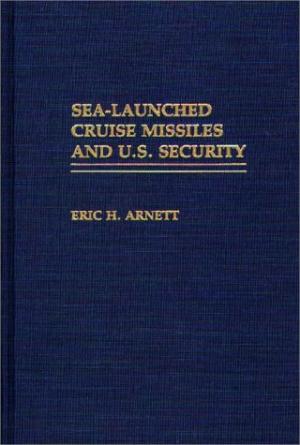 SEA-LAUNCHED
CRUISE MISSILES
AND U.S. SECURITY
ERIC H. ARNETT